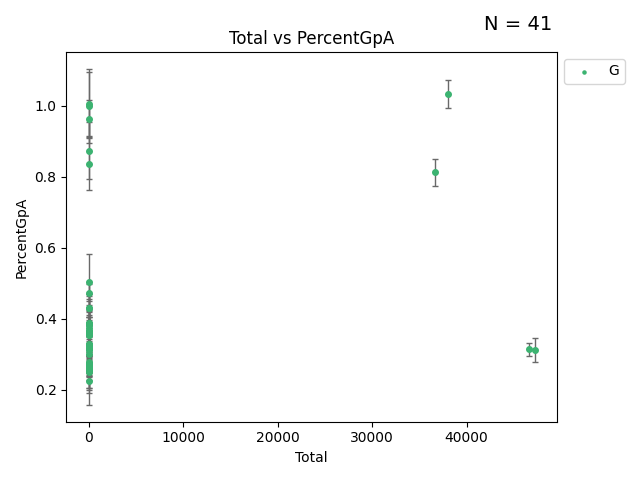 N = 41
Total vs PercentGpA
G
PercentGpA
1.0
0.8
0.6
0.4
0.2
0 10000 20000 30000 40000
Total